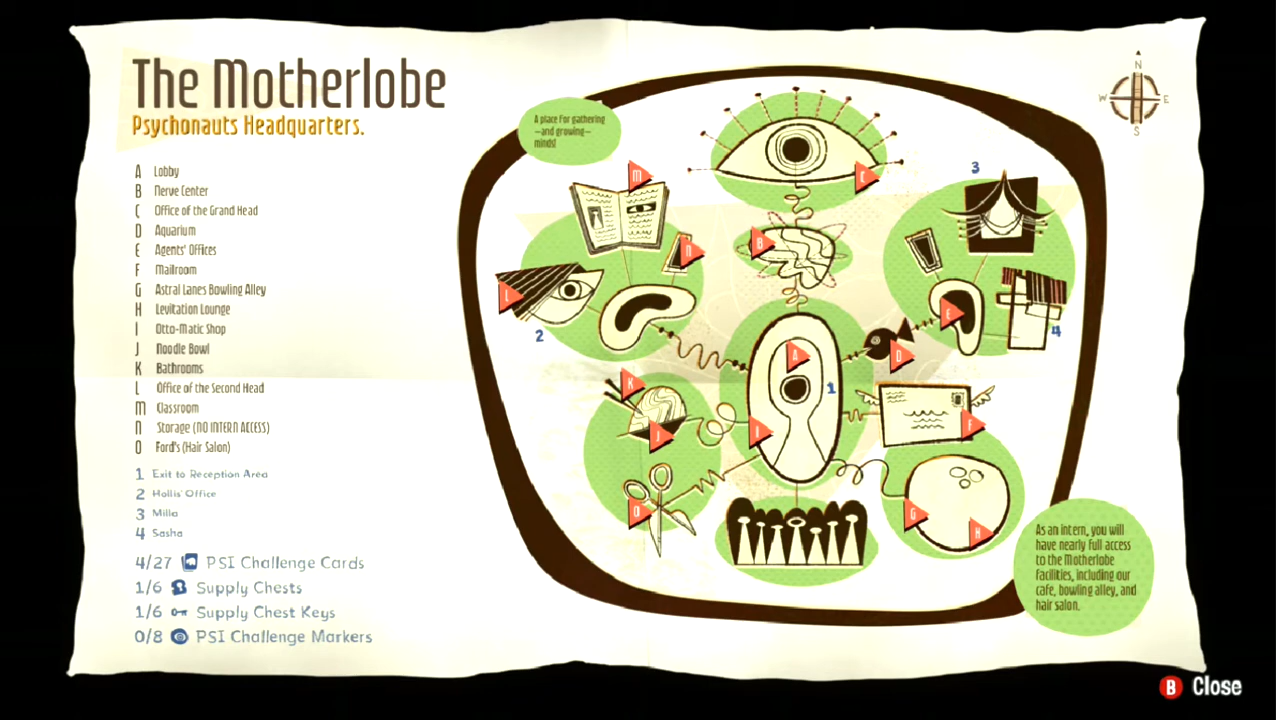 The Motherlobe
Psychonauts Headquarters.
A Lobby
B Nerve Center
C Office of the Grand Head
D Aquarium
E Agents' Offices
F Mailroom
G Astral Lanes Bowling Alley
H Levitation Lounge
I Otto-Matic Shop
J Noodle Bowl
K Bathrooms
L Office of the Second Head
M Classroom
N Storage (NO INTERN ACCESS)
O Ford's (Hair Salon)
1 Exit to Reception Area
2 Hollis' Office
3 Milla
4 Sasha
4/27 PSI Challenge Cards
1/6 Supply Chests
1/6 Supply Chest Keys
0/8 PSI Challenge Markers
A place for gathering
—and growing—
minds!
N
W E
S
C
3
M
B
N
L
2
E
4
A
D
1
K
J
I
F
O
G
H
As an intern, you will
have nearly full access
to the Motherlobe
facilities, including our
cafe, bowling alley, and
hair salon.
B Close